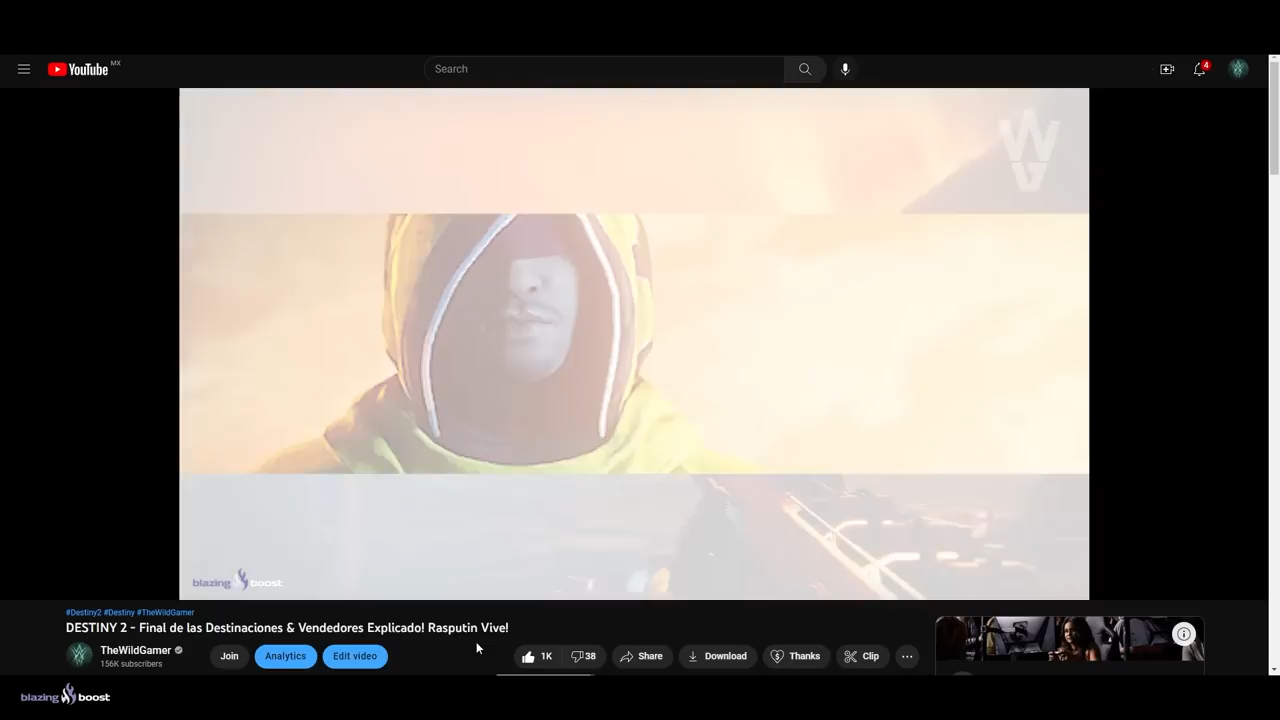 YouTube MX
Search
4
WG
blazing boost
#Destiny2 #Destiny #TheWildGamer
DESTINY 2 - Final de las Destinaciones & Vendedores Explicado! Rasputin Vive!
TheWildGamer
156K subscribers
Join
Analytics
Edit video
1K
38
Share
Download
Thanks
Clip
blazing boost